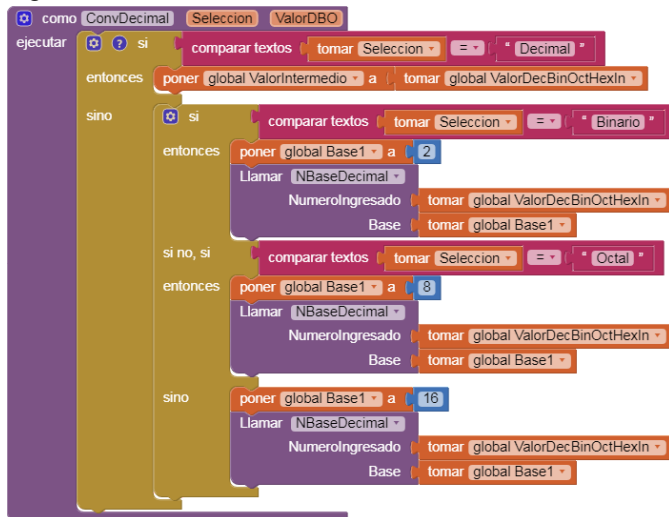 como ConvDecimal Seleccion ValorDBO
ejecutar ? si comparar textos tomar Seleccion = " Decimal "
entonces poner global ValorIntermedio a tomar global ValorDecBinOctHexIn
sino si comparar textos tomar Seleccion = " Binario "
entonces poner global Base1 a 2
Llamar NBaseDecimal
NumeroIngresado tomar global ValorDecBinOctHexIn
Base tomar global Base1
si no, si comparar textos tomar Seleccion = " Octal "
entonces poner global Base1 a 8
Llamar NBaseDecimal
NumeroIngresado tomar global ValorDecBinOctHexIn
Base tomar global Base1
sino poner global Base1 a 16
Llamar NBaseDecimal
NumeroIngresado tomar global ValorDecBinOctHexIn
Base tomar global Base1